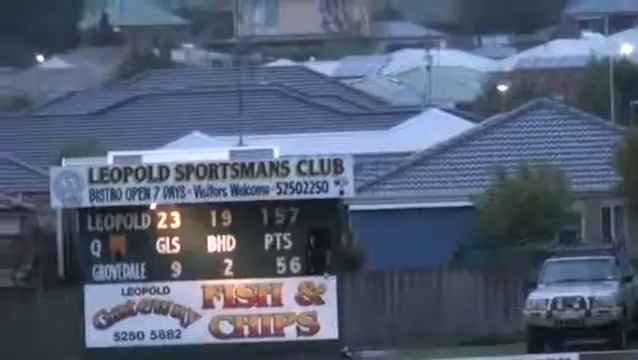 LEOPOLD SPORTSMANS CLUB
BISTRO OPEN 7 DAYS - Visitors Welcome - 52502250
LEOPOLD 23 19 157
Q GLS BHD PTS
GROVEDALE 9 2 56
LEOPOLD
FISH &
CHIPS
5250 5882